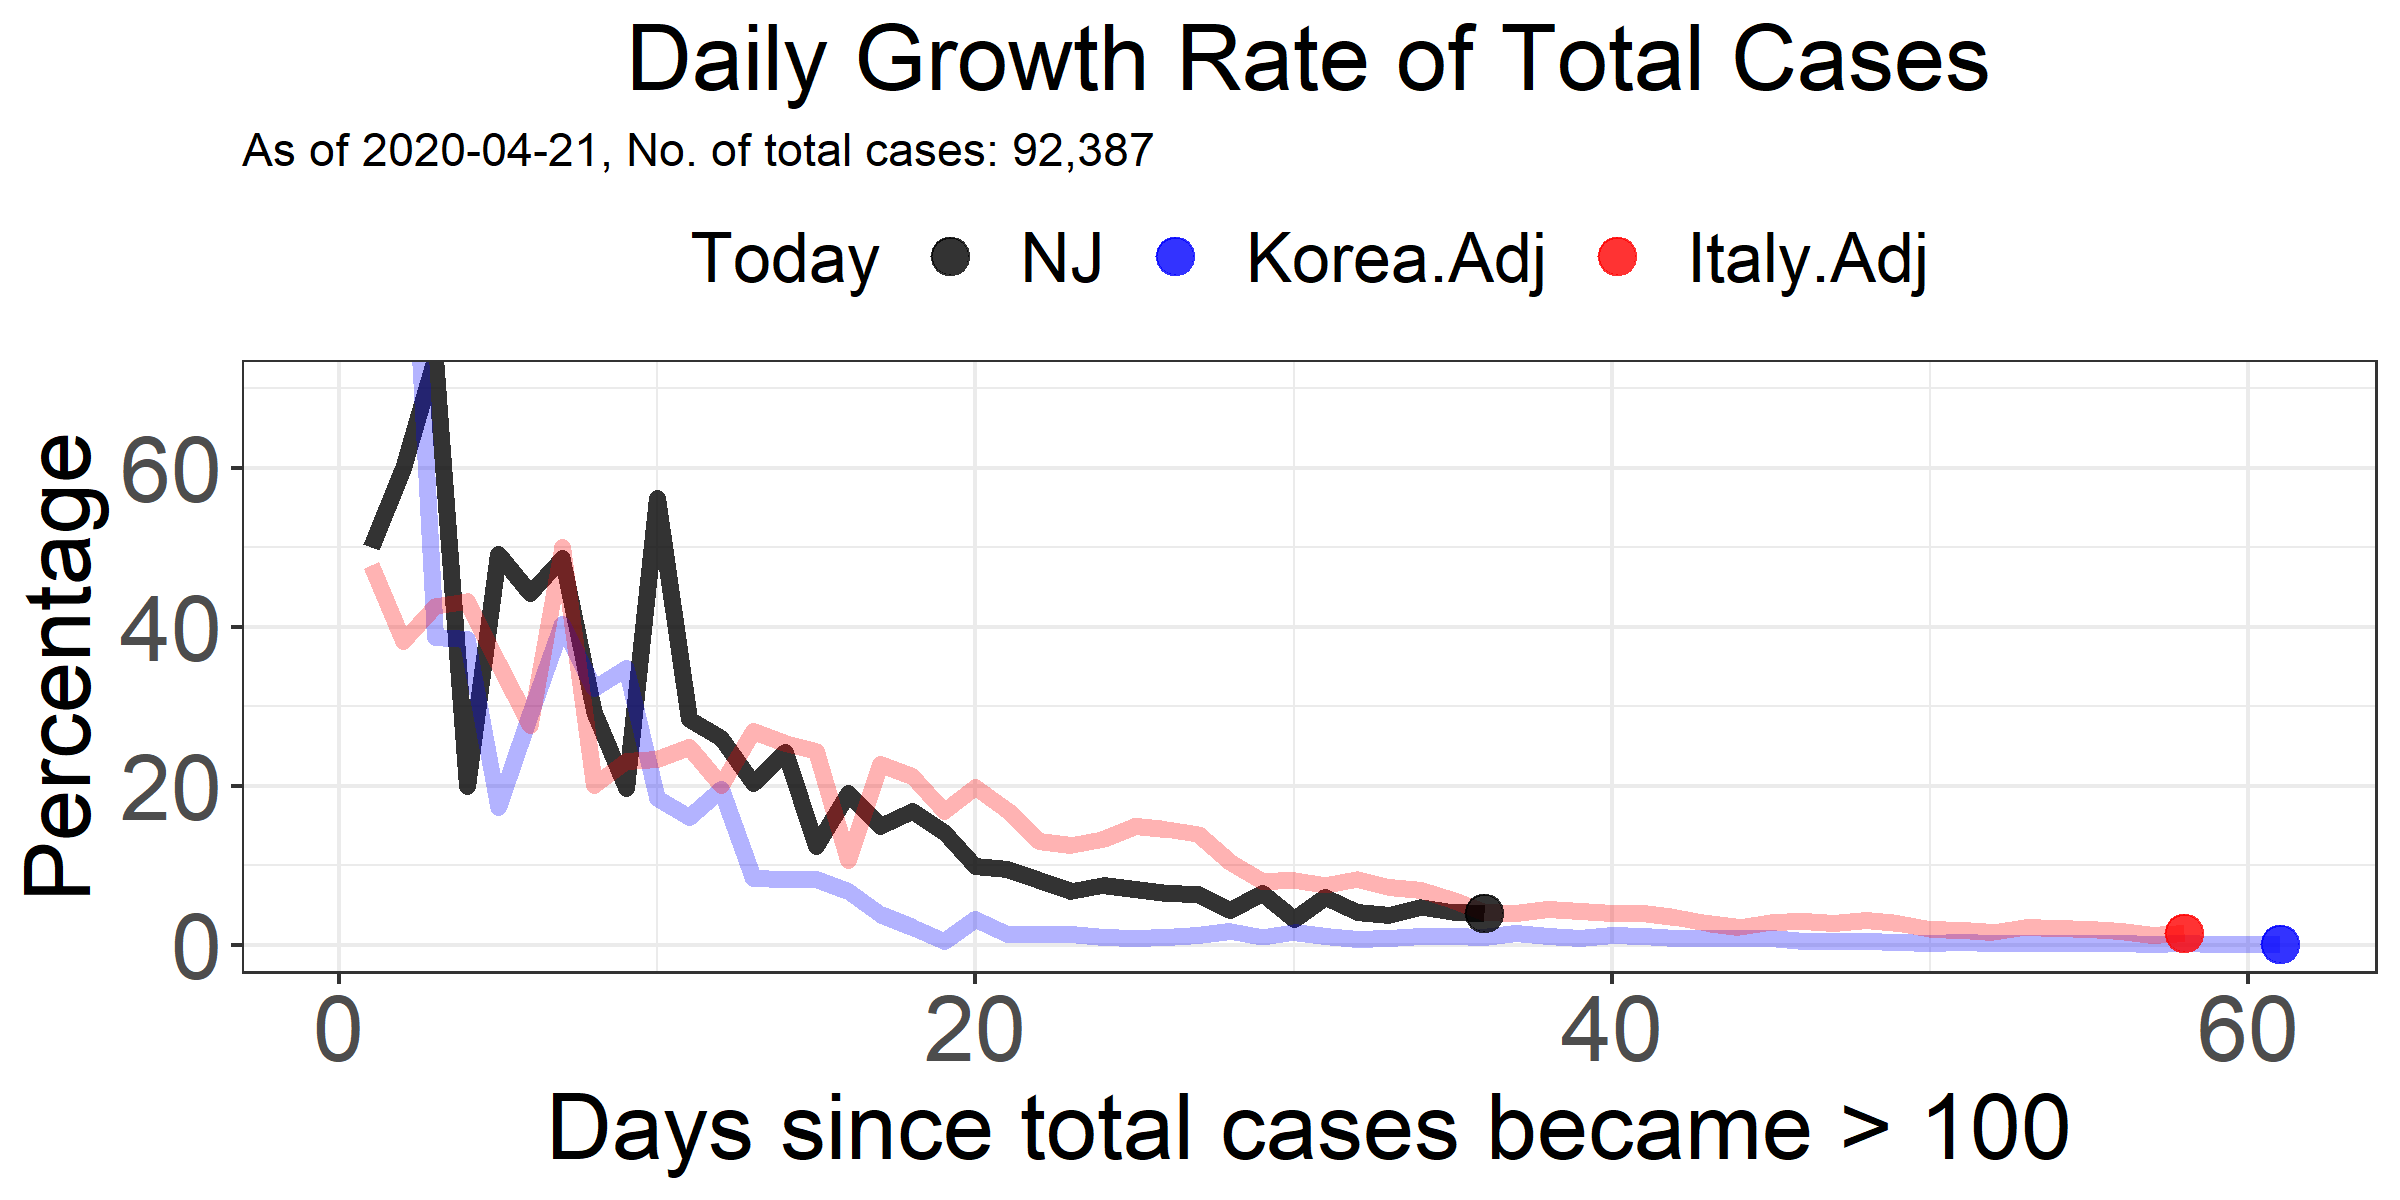 Daily Growth Rate of Total Cases
As of 2020-04-21, No. of total cases: 92,387
Today NJ Korea.Adj Italy.Adj
Percentage
60
40
20
0
0 20 40 60
Days since total cases became > 100